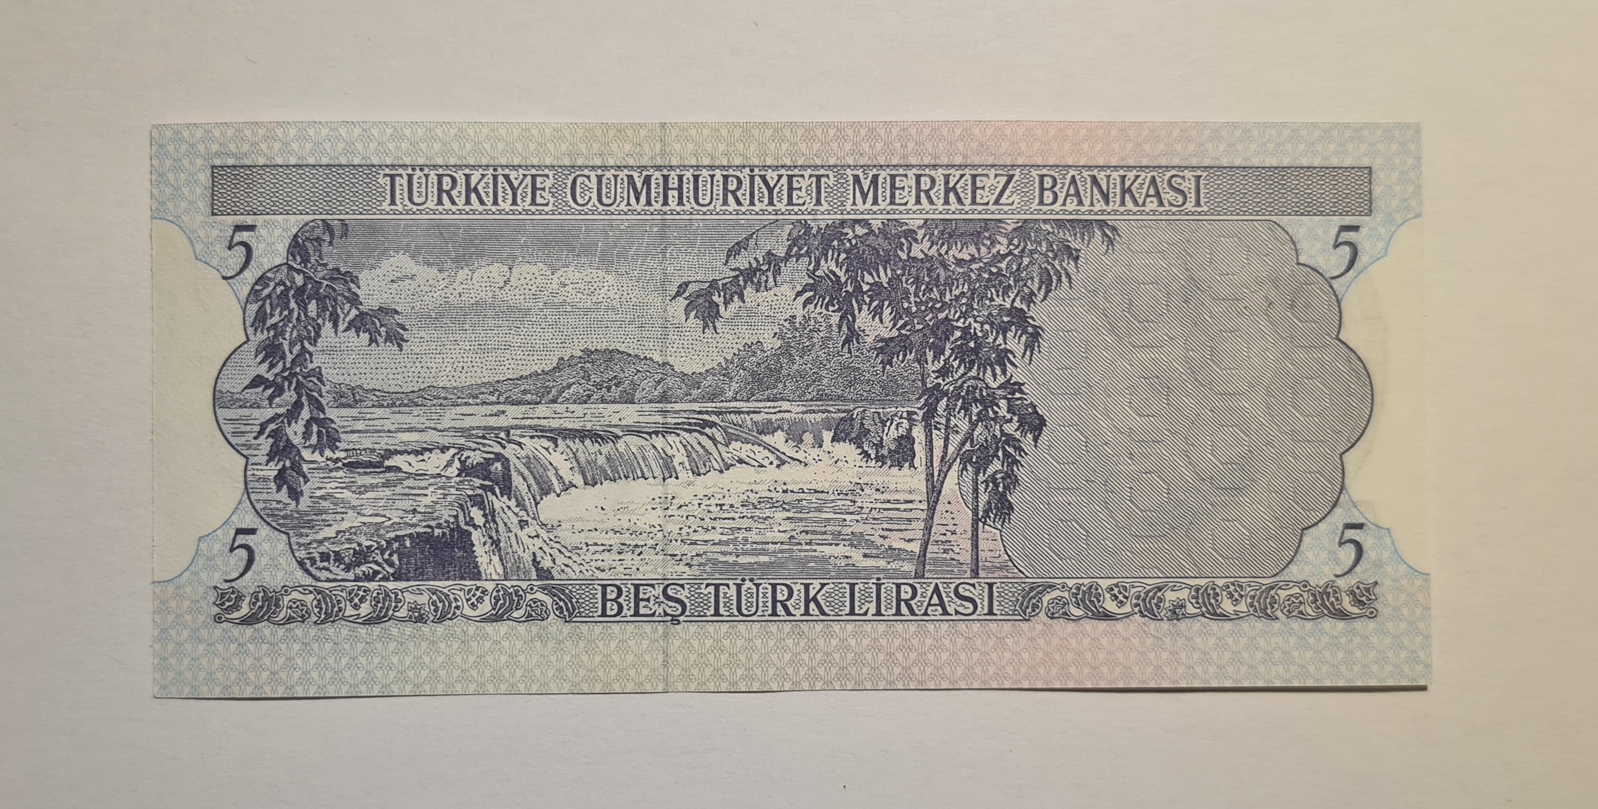 TÜRKİYE CUMHURİYET MERKEZ BANKASI
5 5
5 5
BEŞ TÜRK LİRASI